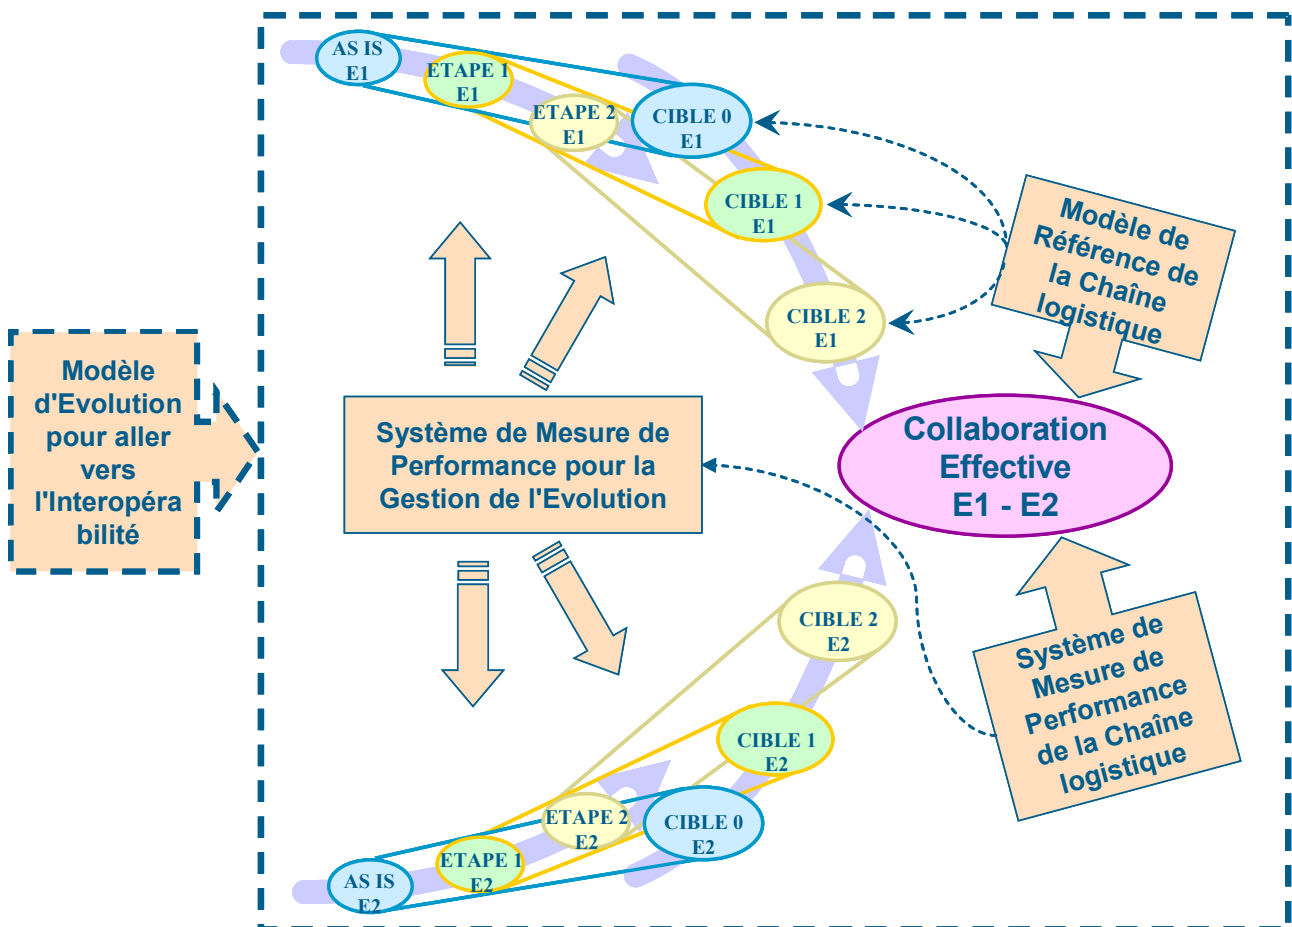 AS IS
E1
ETAPE 1
E1
ETAPE 2
E1
CIBLE 0
E1
CIBLE 1
E1
CIBLE 2
E1
Modèle de
Référence de
la Chaîne
logistique
Modèle
d'Evolution
pour aller
vers
l'Interopéra
bilité
Système de Mesure de
Performance pour la
Gestion de l'Evolution
Collaboration
Effective
E1 - E2
CIBLE 2
E2
Système de
Mesure de
Performance
de la Chaîne
logistique
CIBLE 1
E2
CIBLE 0
E2
ETAPE 2
E2
ETAPE 1
E2
AS IS
E2